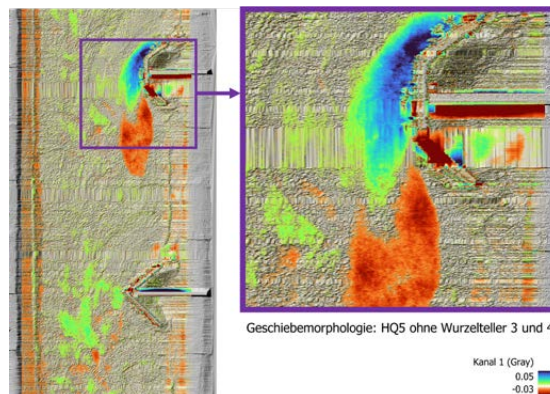 Geschiebemorphologie: HQ5 ohne Wurzelteller 3 und 4
Kanal 1 (Gray)
0.05
-0.03